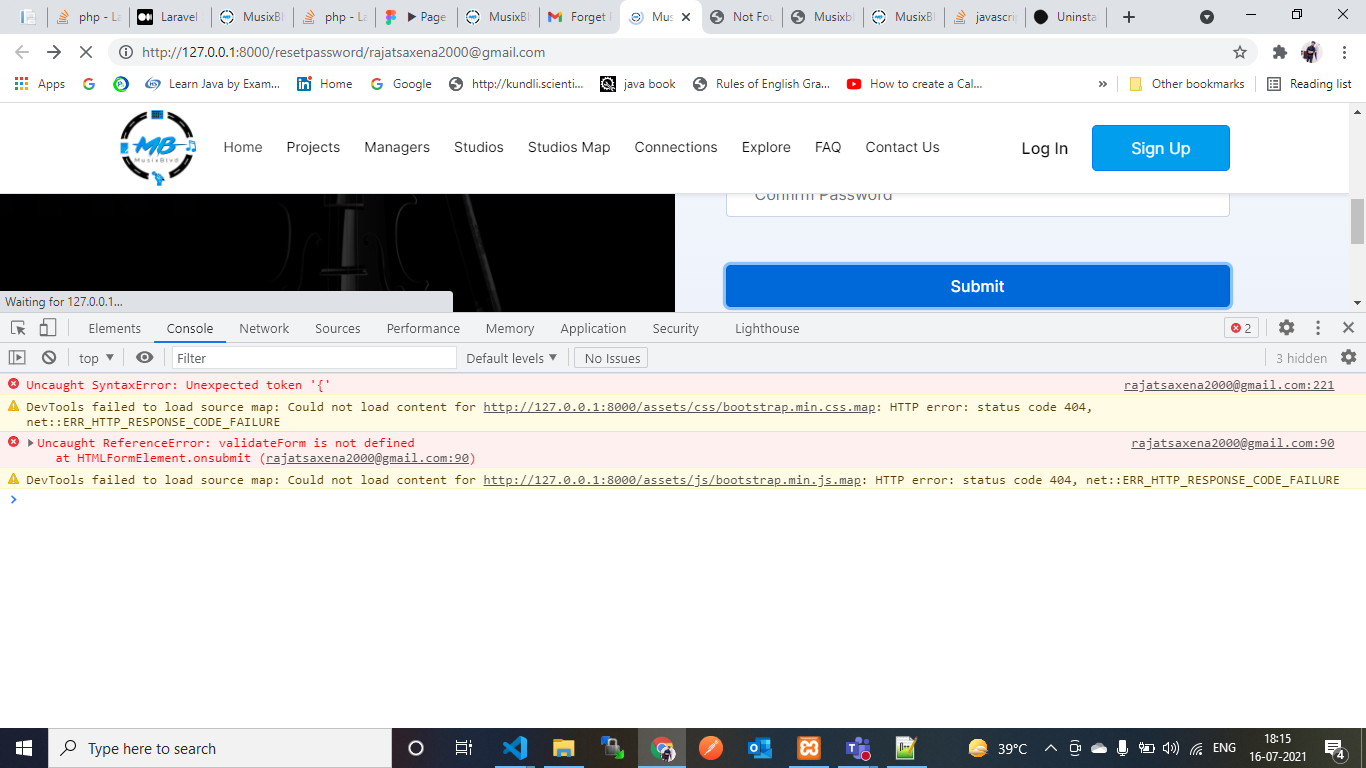 php - La
Laravel
MusixBl
php - La
Page
MusixBl
Forget
Mus
Not Fou
Musixb
MusixBl
javascri
Uninsta
http://127.0.0.1:8000/resetpassword/rajatsaxena2000@gmail.com
Apps
Learn Java by Exam...
Home
Google
http://kundli.scienti...
java book
Rules of English Gra...
How to create a Cal...
»
Other bookmarks
Reading list
MB
MusixBlvd
Home Projects Managers Studios Studios Map Connections Explore FAQ Contact Us Log In Sign Up
Confirm Password
Submit
Waiting for 127.0.0.1...
Elements Console Network Sources Performance Memory Application Security Lighthouse 2
top Filter Default levels No Issues 3 hidden
Uncaught SyntaxError: Unexpected token '{' rajatsaxena2000@gmail.com:221
DevTools failed to load source map: Could not load content for http://127.0.0.1:8000/assets/css/bootstrap.min.css.map: HTTP error: status code 404,
net::ERR_HTTP_RESPONSE_CODE_FAILURE
Uncaught ReferenceError: validateForm is not defined rajatsaxena2000@gmail.com:90
at HTMLFormElement.onsubmit (rajatsaxena2000@gmail.com:90)
DevTools failed to load source map: Could not load content for http://127.0.0.1:8000/assets/js/bootstrap.min.js.map: HTTP error: status code 404, net::ERR_HTTP_RESPONSE_CODE_FAILURE
Type here to search
39°C
ENG
18:15
16-07-2021
4